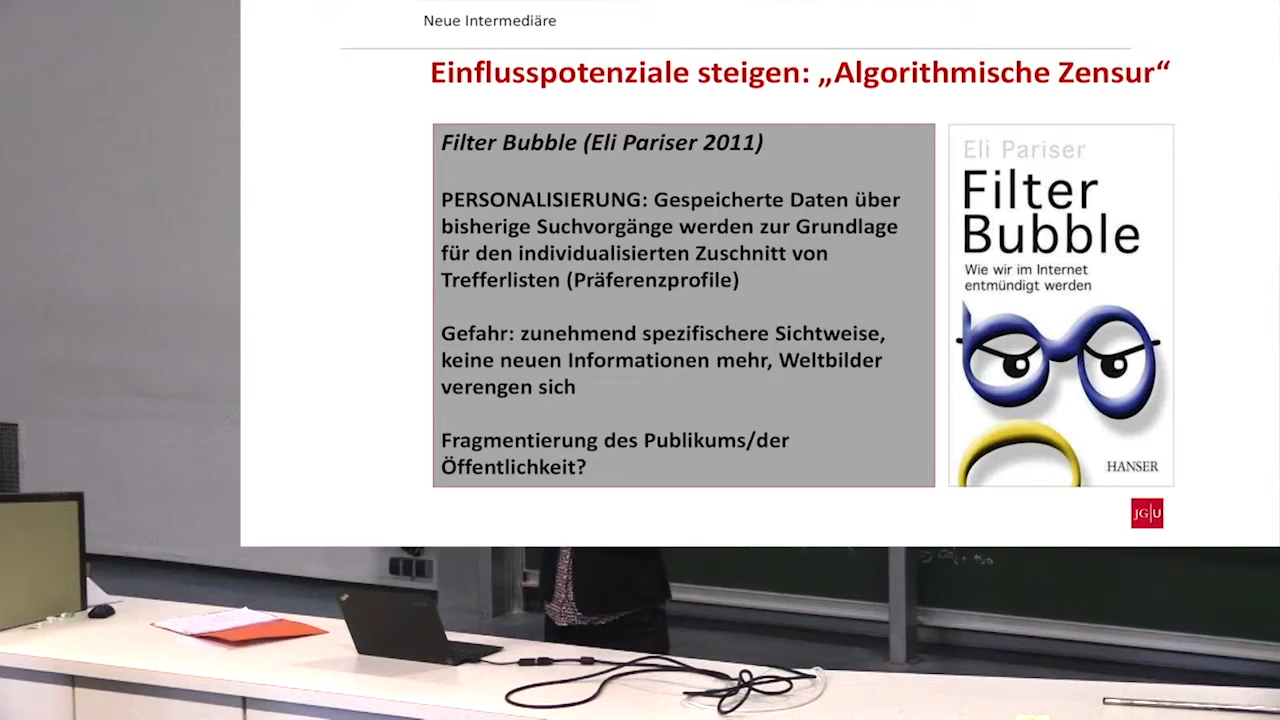 Neue Intermediäre
Einflusspotenziale steigen: „Algorithmische Zensur“
Filter Bubble (Eli Pariser 2011)
PERSONALISIERUNG: Gespeicherte Daten über
bisherige Suchvorgänge werden zur Grundlage
für den individualisierten Zuschnitt von
Trefferlisten (Präferenzprofile)
Gefahr: zunehmend spezifischere Sichtweise,
keine neuen Informationen mehr, Weltbilder
verengen sich
Fragmentierung des Publikums/der
Öffentlichkeit?
Eli Pariser
Filter
Bubble
Wie wir im Internet
entmündigt werden
HANSER
JG|U